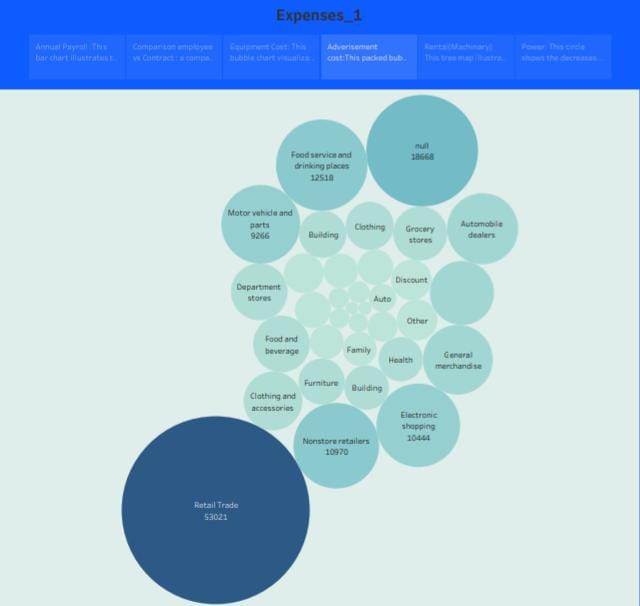 Expenses_1
Annual Payroll :This
bar chart illustrates t..
Comparison employee
vs Contract : a compa..
Equipment Cost: This
bubble chart visualiza..
Advertisement
cost:This packed bub..
Rental(Machinary)
This tree map illustra..
Power: This circle
shows the decreases...
null
18668
Food service and
drinking places
12518
Motor vehicle and
parts
9266
Building
Clothing
Grocery
stores
Automobile
dealers
Department
stores
Discount
Auto
Other
Food and
beverage
Family
Health
General
merchandise
Furniture
Building
Clothing and
accessories
Electronic
shopping
10444
Nonstore retailers
10970
Retail Trade
53021